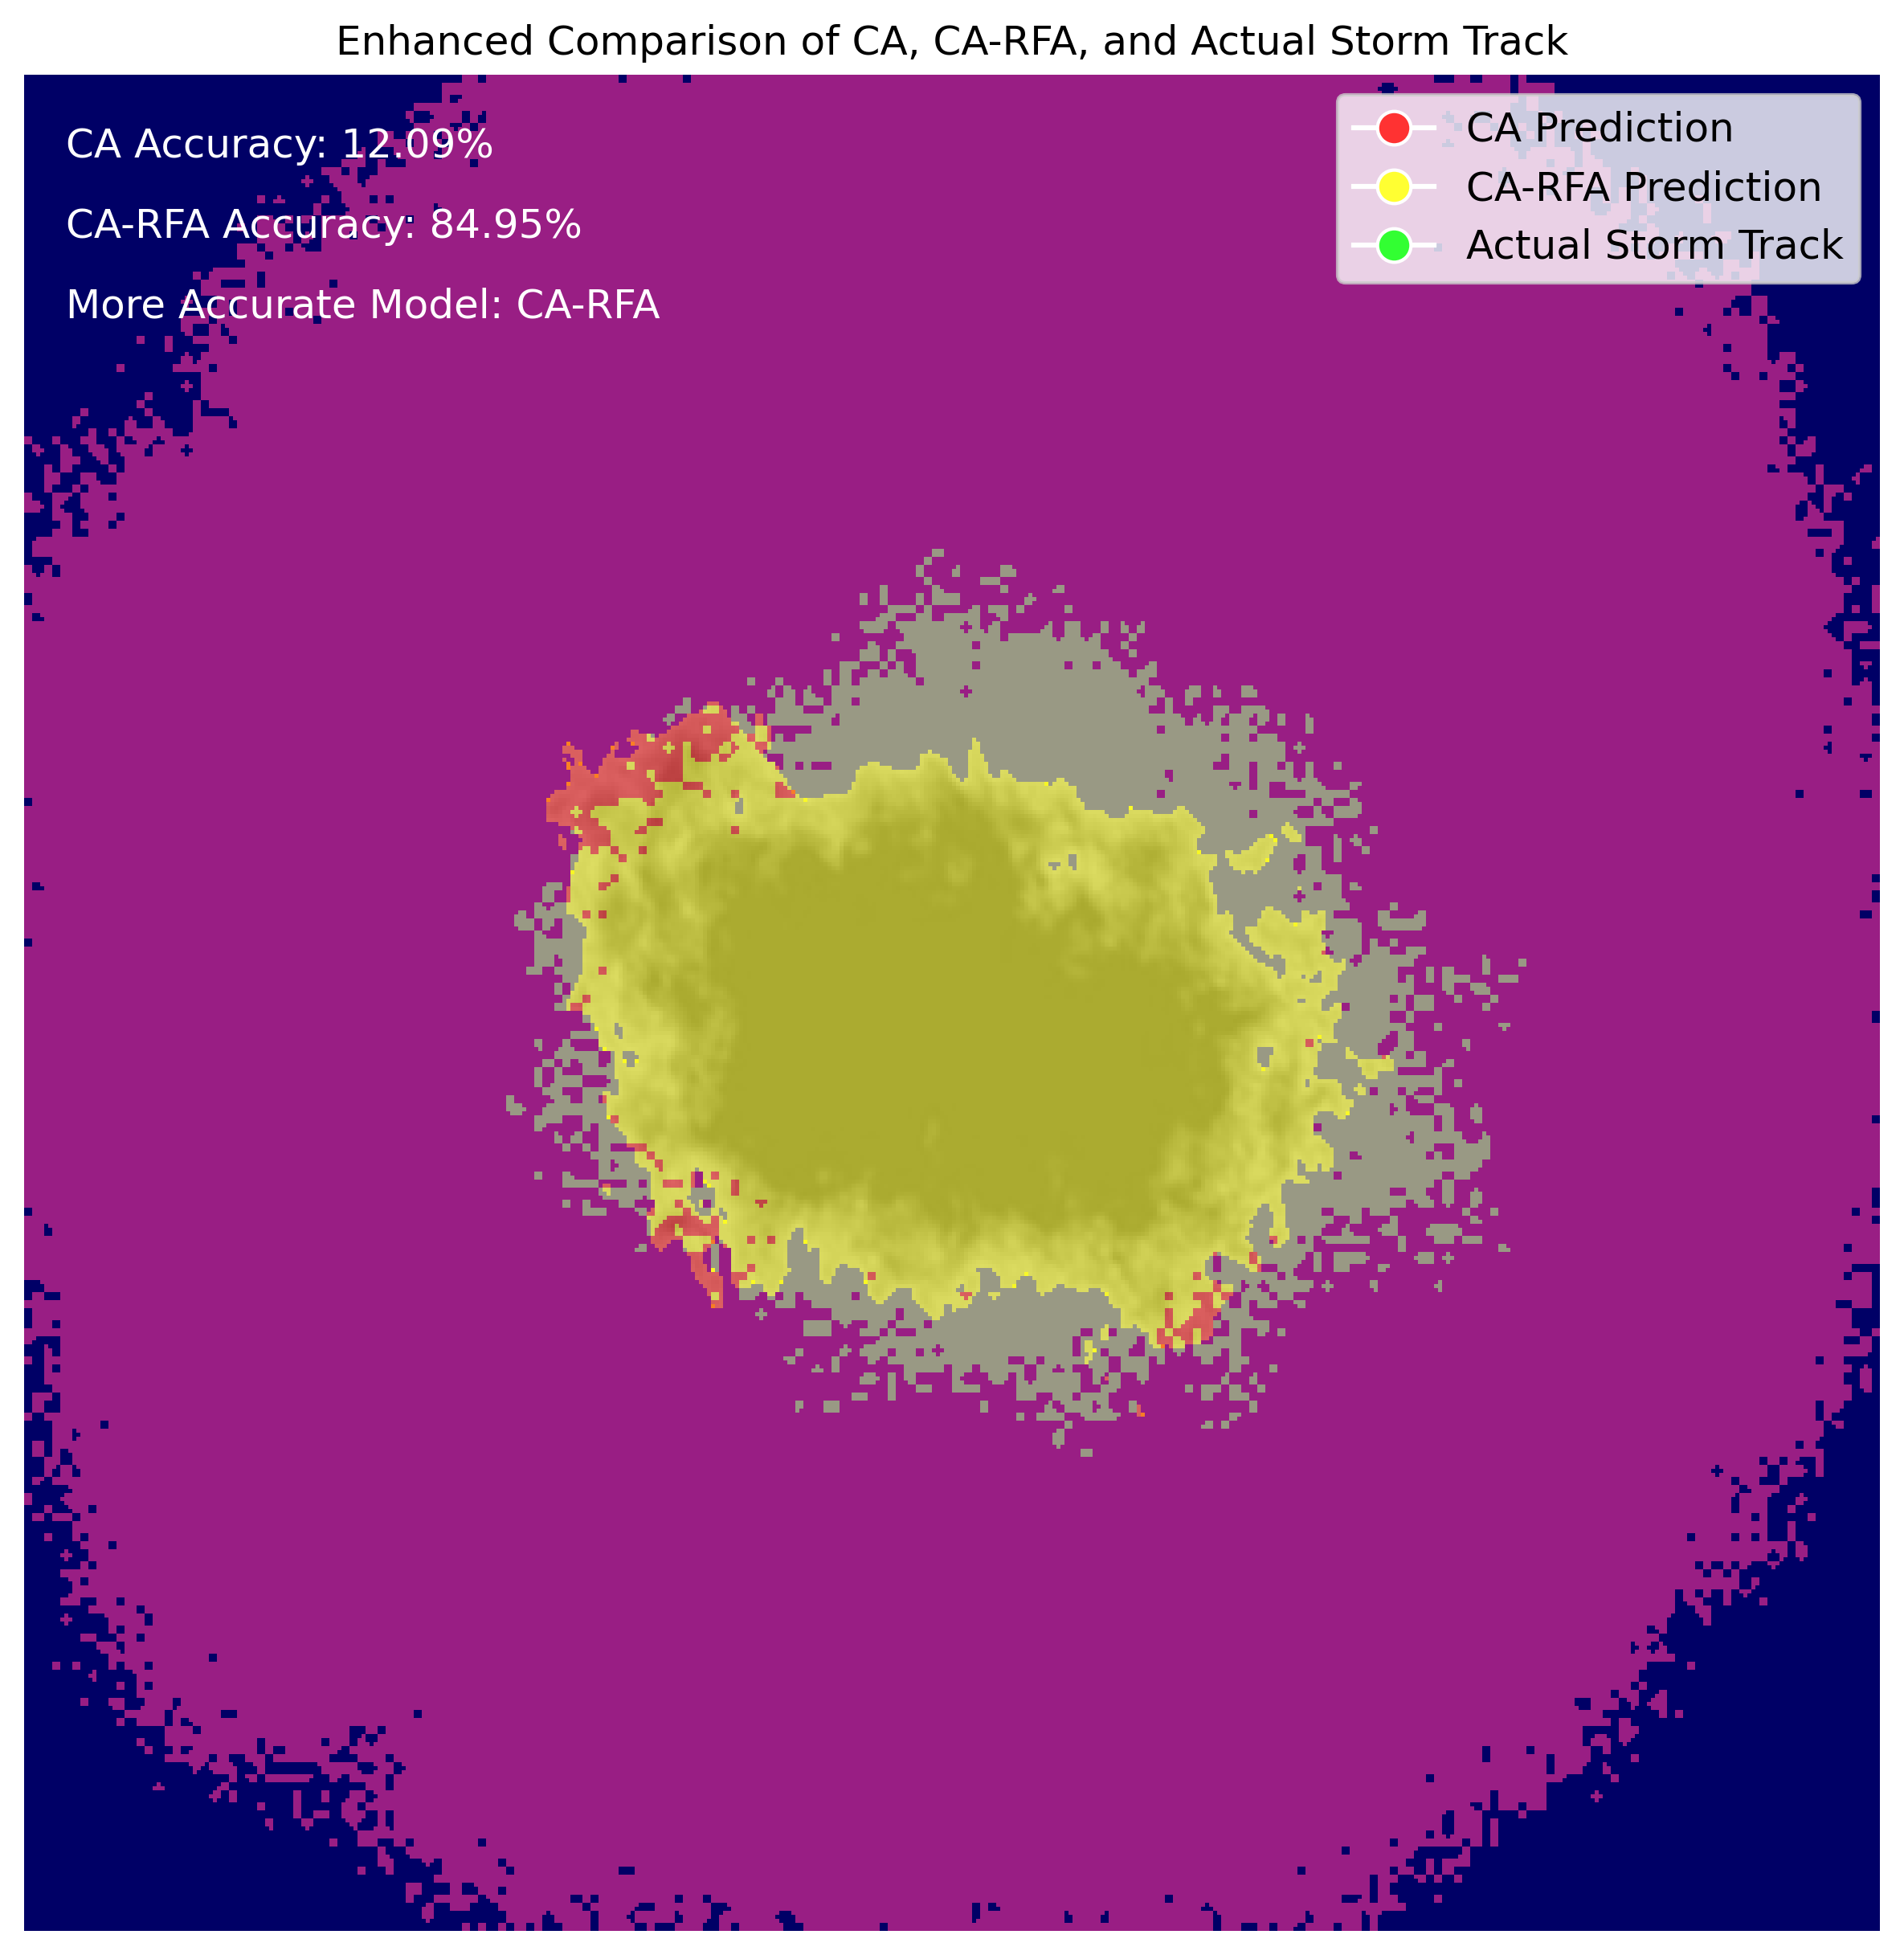 Enhanced Comparison of CA, CA-RFA, and Actual Storm Track
CA Accuracy: 12.09%
CA-RFA Accuracy: 84.95%
More Accurate Model: CA-RFA
CA Prediction
CA-RFA Prediction
Actual Storm Track